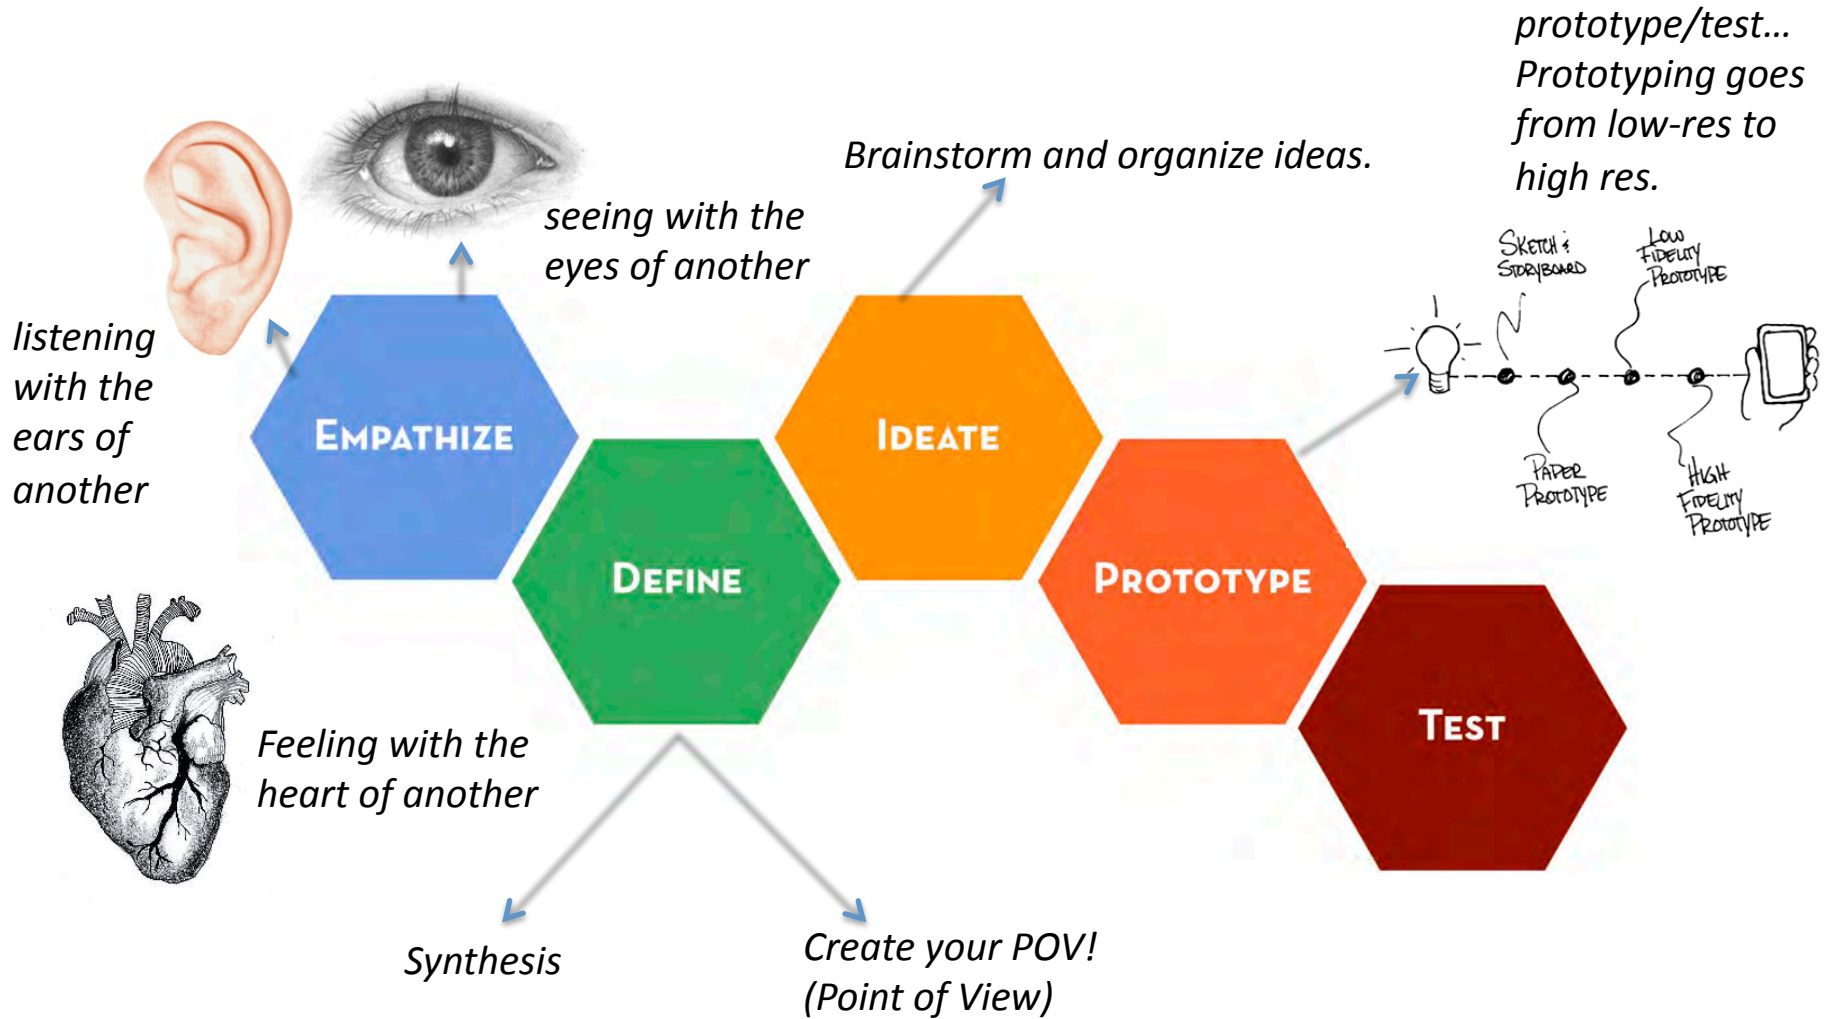 prototype/test...
Prototyping goes
from low-res to
high res.
Brainstorm and organize ideas.
seeing with the
eyes of another
listening
with the
ears of
another
SKETCH &
STORYBOARD
LOW
FIDELITY
PROTOTYPE
PAPER
PROTOTYPE
HIGH
FIDELITY
PROTOTYPE
EMPATHIZE
DEFINE
IDEATE
PROTOTYPE
TEST
Feeling with the
heart of another
Synthesis
Create your POV!
(Point of View)